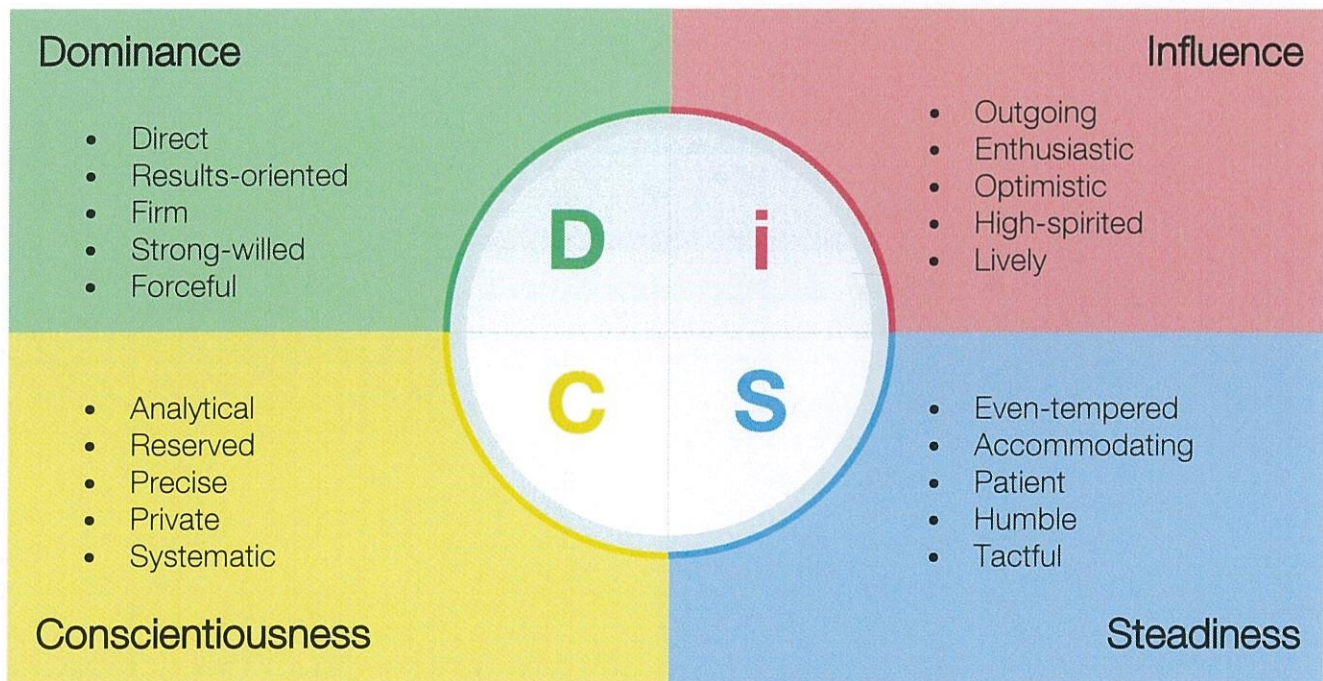 Dominance
• Direct
• Results-oriented
• Firm
• Strong-willed
• Forceful
Influence
• Outgoing
• Enthusiastic
• Optimistic
• High-spirited
• Lively
D
i
C
S
• Analytical
• Reserved
• Precise
• Private
• Systematic
Conscientiousness
• Even-tempered
• Accommodating
• Patient
• Humble
• Tactful
Steadiness